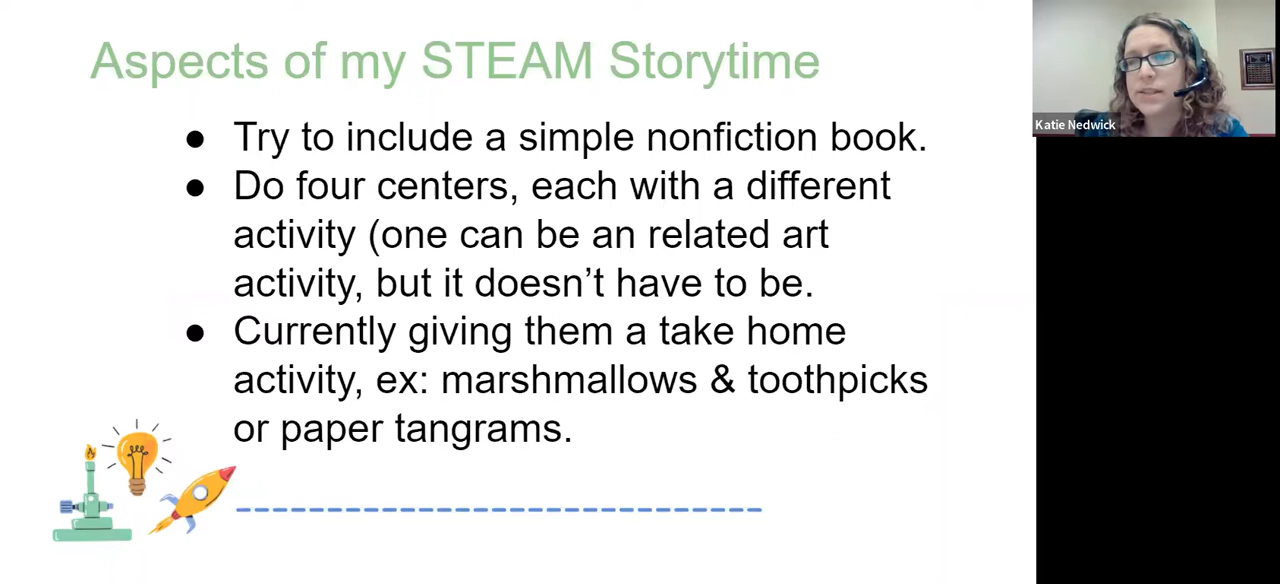 Aspects of my STEAM Storytime
● Try to include a simple nonfiction book.
● Do four centers, each with a different
activity (one can be an related art
activity, but it doesn’t have to be.
● Currently giving them a take home
activity, ex: marshmallows & toothpicks
or paper tangrams.
Katie Nedwick